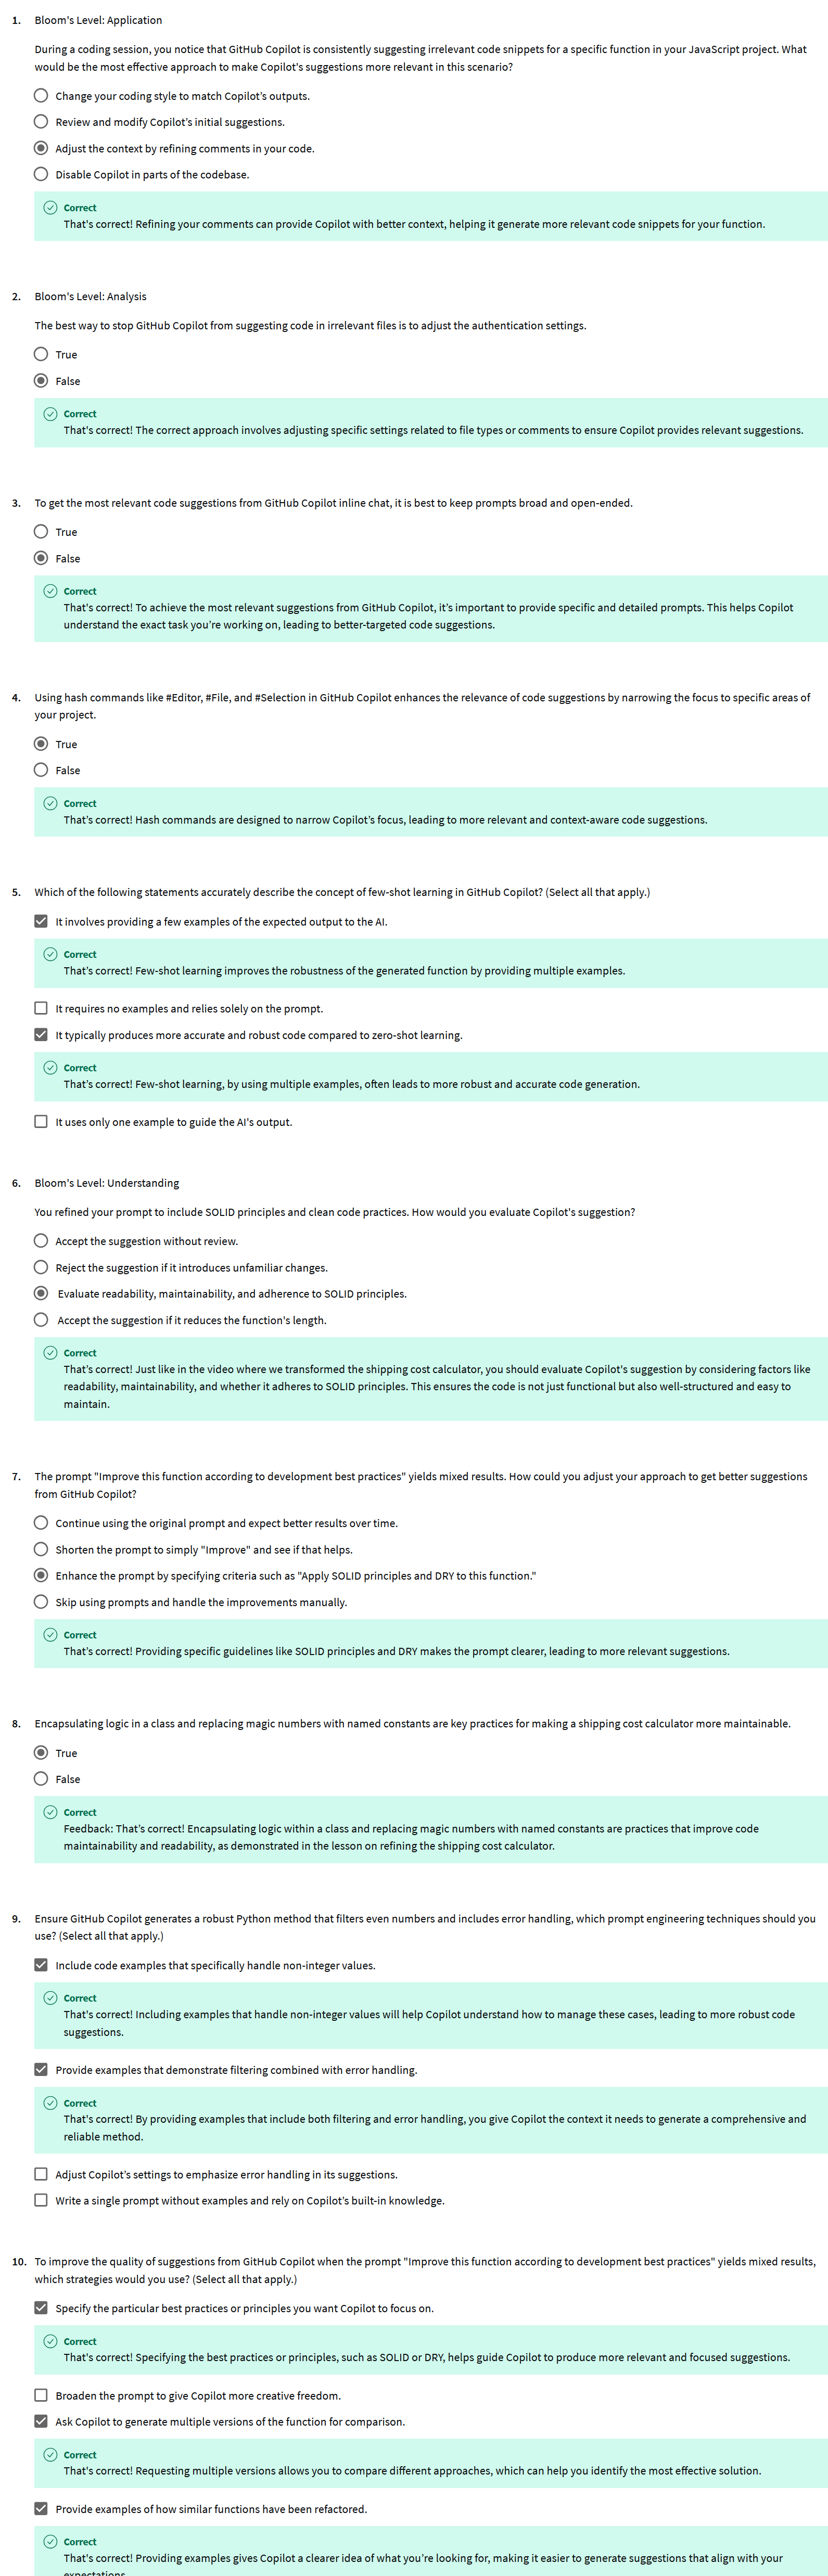 1. Bloom's Level: Application
During a coding session, you notice that GitHub Copilot is consistently suggesting irrelevant code snippets for a specific function in your JavaScript project. What
would be the most effective approach to make Copilot's suggestions more relevant in this scenario?
Change your coding style to match Copilot's outputs.
Review and modify Copilot's initial suggestions.
Adjust the context by refining comments in your code.
Disable Copilot in parts of the codebase.
Correct
That's correct! Refining your comments can provide Copilot with better context, helping it generate more relevant code snippets for your function.
2. Bloom's Level: Analysis
The best way to stop GitHub Copilot from suggesting code in irrelevant files is to adjust the authentication settings.
True
False
Correct
That's correct! The correct approach involves adjusting specific settings related to file types or comments to ensure Copilot provides relevant suggestions.
3. To get the most relevant code suggestions from GitHub Copilot inline chat, it is best to keep prompts broad and open-ended.
True
False
Correct
That's correct! To achieve the most relevant suggestions from GitHub Copilot, it's important to provide specific and detailed prompts. This helps Copilot
understand the exact task you're working on, leading to better-targeted code suggestions.
4. Using hash commands like #Editor, #File, and #Selection in GitHub Copilot enhances the relevance of code suggestions by narrowing the focus to specific areas of
your project.
True
False
Correct
That's correct! Hash commands are designed to narrow Copilot's focus, leading to more relevant and context-aware code suggestions.
5. Which of the following statements accurately describe the concept of few-shot learning in GitHub Copilot? (Select all that apply.)
It involves providing a few examples of the expected output to the AI.
Correct
That's correct! Few-shot learning improves the robustness of the generated function by providing multiple examples.
It requires no examples and relies solely on the prompt.
It typically produces more accurate and robust code compared to zero-shot learning.
Correct
That's correct! Few-shot learning, by using multiple examples, often leads to more robust and accurate code generation.
It uses only one example to guide the AI's output.
6. Bloom's Level: Understanding
You refined your prompt to include SOLID principles and clean code practices. How would you evaluate Copilot's suggestion?
Accept the suggestion without review.
Reject the suggestion if it introduces unfamiliar changes.
Evaluate readability, maintainability, and adherence to SOLID principles.
Accept the suggestion if it reduces the function's length.
Correct
That's correct! Just like in the video where we transformed the shipping cost calculator, you should evaluate Copilot's suggestion by considering factors like
readability, maintainability, and whether it adheres to SOLID principles. This ensures the code is not just functional but also well-structured and easy to
maintain.
7. The prompt "Improve this function according to development best practices" yields mixed results. How could you adjust your approach to get better suggestions
from GitHub Copilot?
Continue using the original prompt and expect better results over time.
Shorten the prompt to simply "Improve" and see if that helps.
Enhance the prompt by specifying criteria such as "Apply SOLID principles and DRY to this function."
Skip using prompts and handle the improvements manually.
Correct
That's correct! Providing specific guidelines like SOLID principles and DRY makes the prompt clearer, leading to more relevant suggestions.
8. Encapsulating logic in a class and replacing magic numbers with named constants are key practices for making a shipping cost calculator more maintainable.
True
False
Correct
Feedback: That's correct! Encapsulating logic within a class and replacing magic numbers with named constants are practices that improve code
maintainability and readability, as demonstrated in the lesson on refining the shipping cost calculator.
9. Ensure GitHub Copilot generates a robust Python method that filters even numbers and includes error handling, which prompt engineering techniques should you
use? (Select all that apply.)
Include code examples that specifically handle non-integer values.
Correct
That's correct! Including examples that handle non-integer values will help Copilot understand how to manage these cases, leading to more robust code
suggestions.
Provide examples that demonstrate filtering combined with error handling.
Correct
That's correct! By providing examples that include both filtering and error handling, you give Copilot the context it needs to generate a comprehensive and
reliable method.
Adjust Copilot's settings to emphasize error handling in its suggestions.
Write a single prompt without examples and rely on Copilot's built-in knowledge.
10. To improve the quality of suggestions from GitHub Copilot when the prompt "Improve this function according to development best practices" yields mixed results,
which strategies would you use? (Select all that apply.)
Specify the particular best practices or principles you want Copilot to focus on.
Correct
That's correct! Specifying the best practices or principles, such as SOLID or DRY, helps guide Copilot to produce more relevant and focused suggestions.
Broaden the prompt to give Copilot more creative freedom.
Ask Copilot to generate multiple versions of the function for comparison.
Correct
That's correct! Requesting multiple versions allows you to compare different approaches, which can help you identify the most effective solution.
Provide examples of how similar functions have been refactored.
Correct
That's correct! Providing examples gives Copilot a clearer idea of what you're looking for, making it easier to generate suggestions that align with your